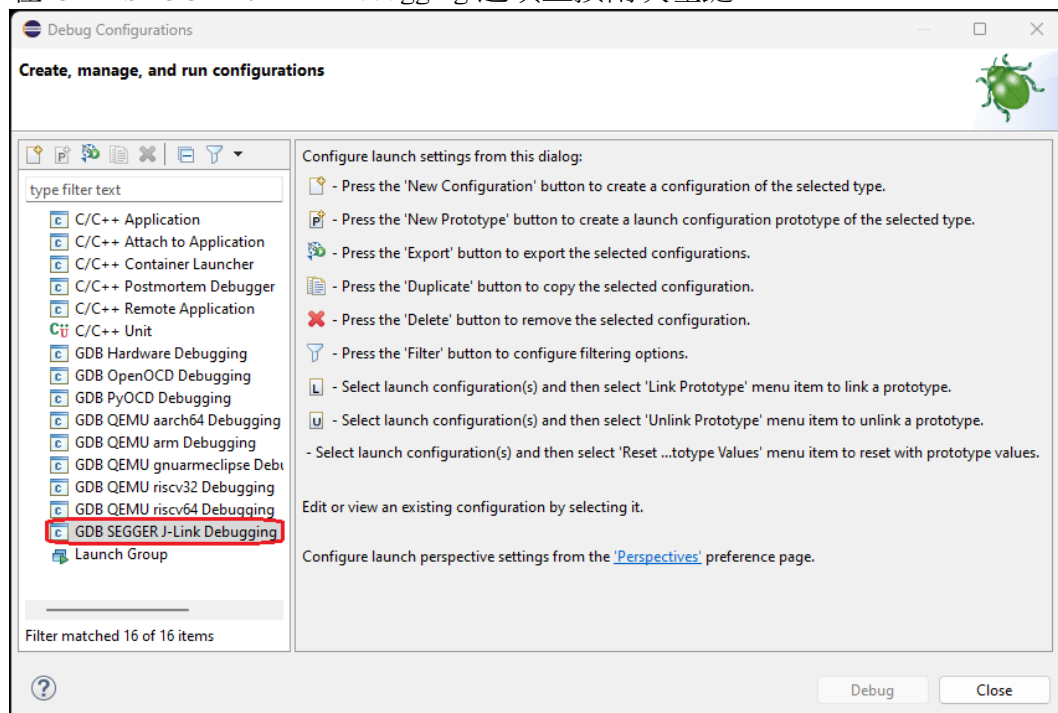 Debug Configurations
Create, manage, and run configurations
type filter text
C/C++ Application
C/C++ Attach to Application
C/C++ Container Launcher
C/C++ Postmortem Debugger
C/C++ Remote Application
C/C++ Unit
GDB Hardware Debugging
GDB OpenOCD Debugging
GDB PyOCD Debugging
GDB QEMU aarch64 Debugging
GDB QEMU arm Debugging
GDB QEMU gnuarmeclipse Debu
GDB QEMU riscv32 Debugging
GDB QEMU riscv64 Debugging
GDB SEGGER J-Link Debugging
Launch Group
Filter matched 16 of 16 items
Configure launch settings from this dialog:
- Press the 'New Configuration' button to create a configuration of the selected type.
- Press the 'New Prototype' button to create a launch configuration prototype of the selected type.
- Press the 'Export' button to export the selected configurations.
- Press the 'Duplicate' button to copy the selected configuration.
- Press the 'Delete' button to remove the selected configuration.
- Press the 'Filter' button to configure filtering options.
- Select launch configuration(s) and then select 'Link Prototype' menu item to link a prototype.
- Select launch configuration(s) and then select 'Unlink Prototype' menu item to unlink a prototype.
- Select launch configuration(s) and then select 'Reset ...totype Values' menu item to reset with prototype values.
Edit or view an existing configuration by selecting it.
Configure launch perspective settings from the 'Perspectives' preference page.
Debug
Close